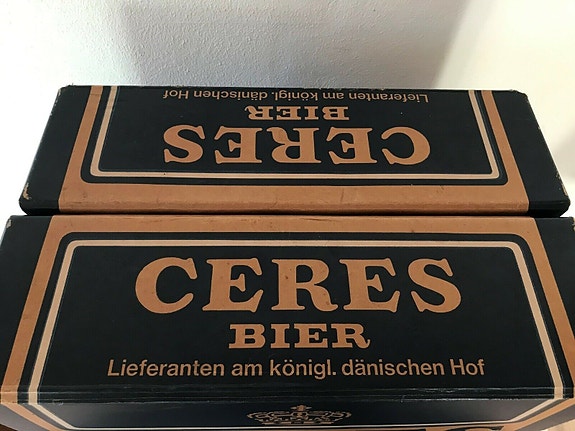 Lieferanten am königl. dänischen Hof
BIER
CERES
CERES
BIER
Lieferanten am königl. dänischen Hof